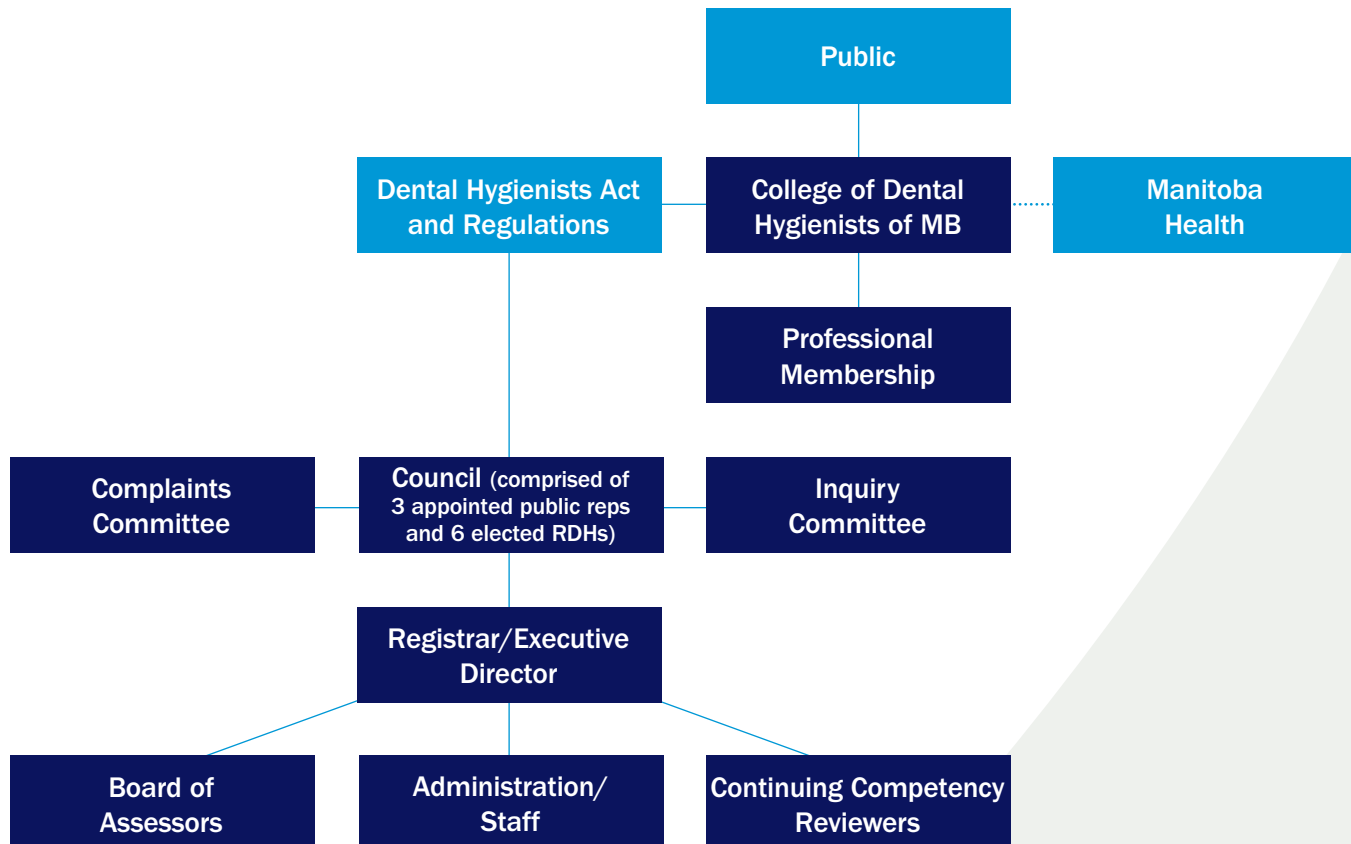 Public
Dental Hygienists Act
and Regulations
College of Dental
Hygienists of MB
Manitoba
Health
Professional
Membership
Complaints
Committee
Council (comprised of
3 appointed public reps
and 6 elected RDHs)
Inquiry
Committee
Registrar/Executive
Director
Board of
Assessors
Administration/
Staff
Continuing Competency
Reviewers